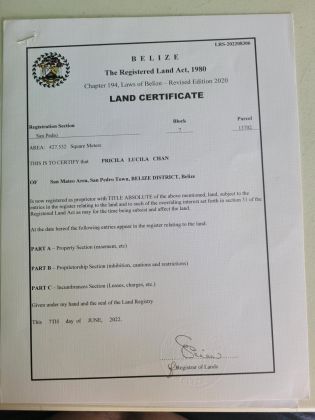 LRS-202208206
BELIZE
The Registered Land Act, 1980
Chapter 194, Laws of Belize – Revised Edition 2020
LAND CERTIFICATE
Registration Section Block Parcel
San Pedro 7 13702
AREA: 427.532 Square Meters
THIS IS TO CERTIFY that PRICILA LUCILA CHAN
OF San Mateo Area, San Pedro Town, BELIZE DISTRICT, Belize
Is now registered as proprietor with TITLE ABSOLUTE of the above mentioned, land, subject to the
entries in the register relating to the land and to such of the overriding interest set forth in section 31 of the
Registered Land Act as may for the time being subsist and affect the land.
At the date hereof the following entries appear in the register relating to the land:
PART A – Property Section (easement, etc)
PART B – Proprietorship Section (inhibition, cautions and restrictions)
PART C – Incumbrances Section (Leases, charges, etc.)
Given under my hand and the seal of the Land Registry
This 7TH day of JUNE, 2022.
Registrar of Lands